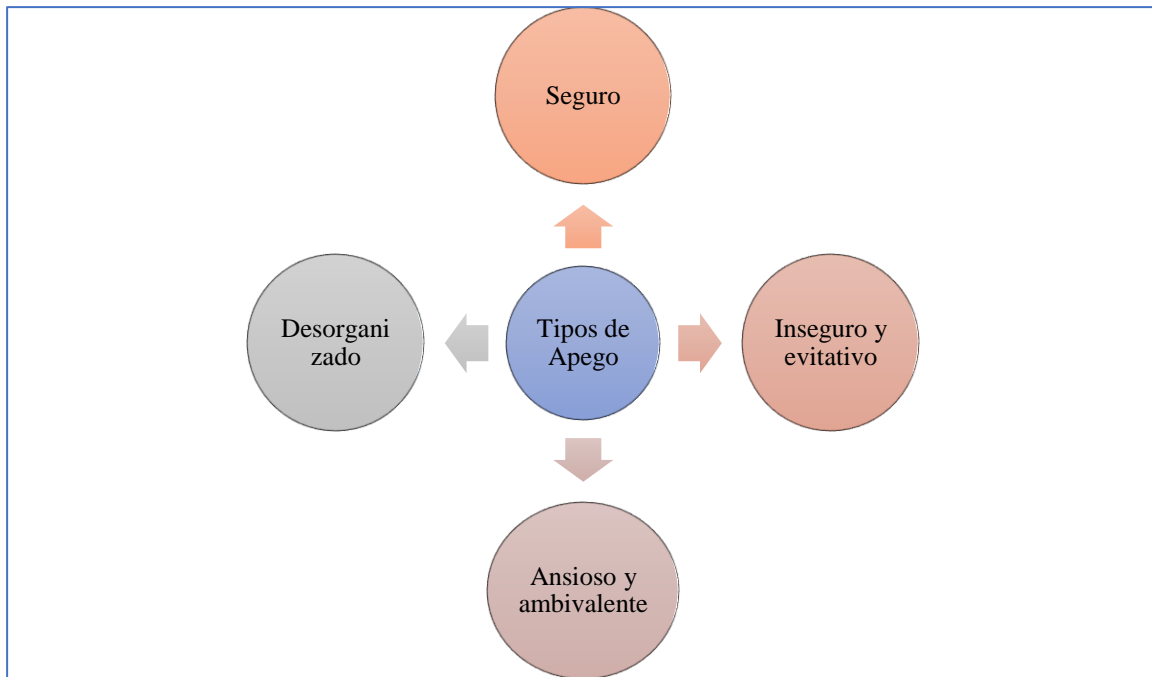 Seguro
Desorgani
zado
Tipos de
Apego
Inseguro y
evitativo
Ansioso y
ambivalente